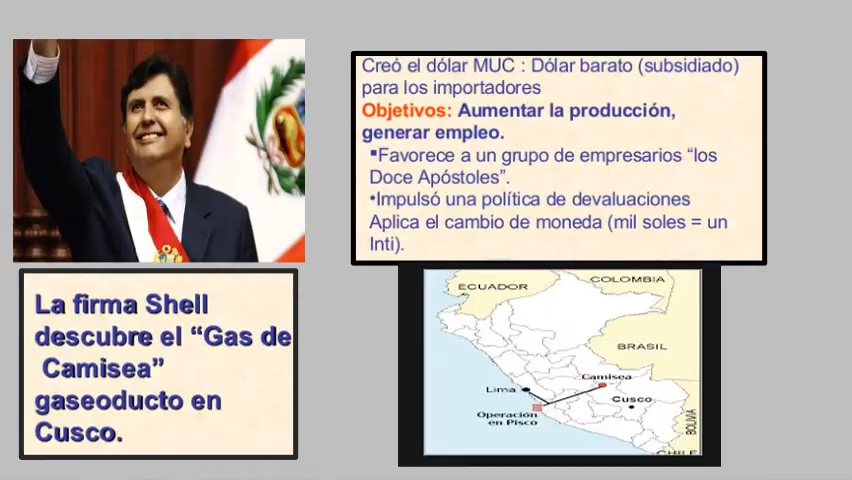 Creó el dólar MUC : Dólar barato (subsidiado)
para los importadores
Objetivos: Aumentar la producción,
generar empleo.
▪Favorece a un grupo de empresarios “los
Doce Apóstoles”.
•Impulsó una política de devaluaciones
Aplica el cambio de moneda (mil soles = un
Inti).
La firma Shell
descubre el “Gas de
Camisea”
gaseoducto en
Cusco.
ECUADOR
COLOMBIA
BRASIL
Camisea
Lima
Cusco
Operación
en Pisco
BOLIVIA
CHILE